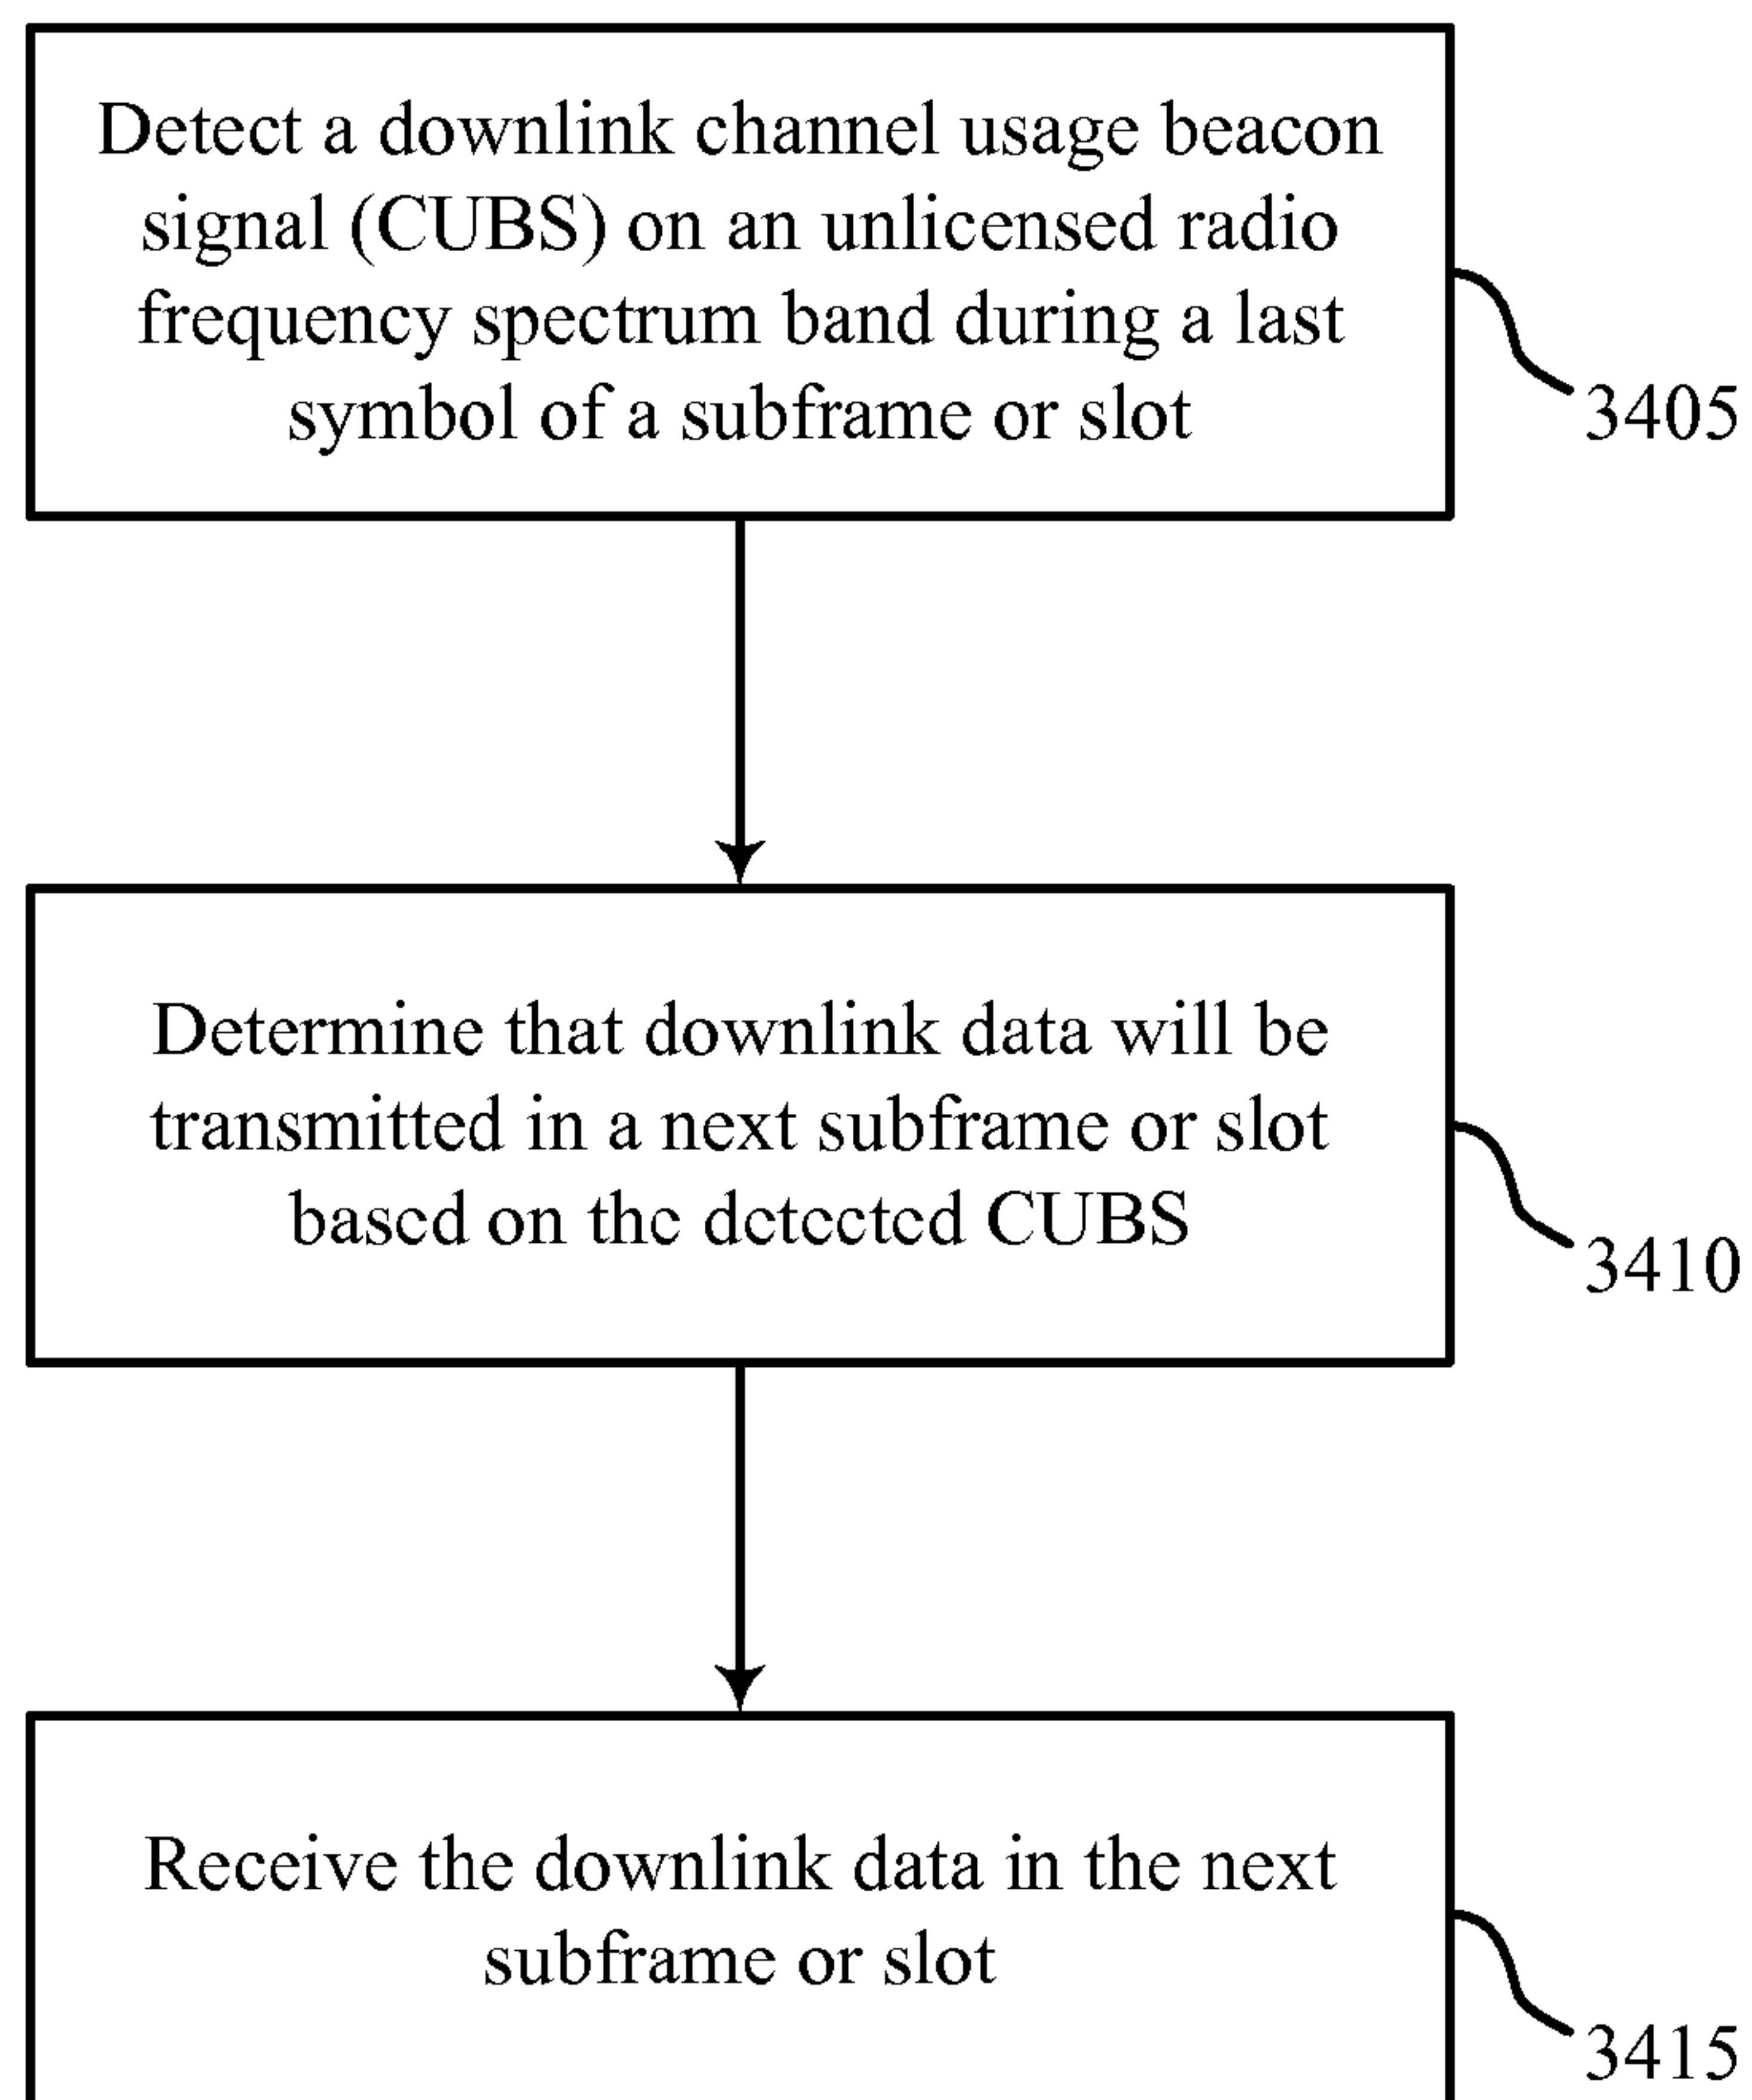 Detect a downlink channel usage beacon
signal (CUBS) on an unlicensed radio
frequency spectrum band during a last
symbol of a subframe or slot
3405
Determine that downlink data will be
transmitted in a next subframe or slot
based on the detected CUBS
3410
Receive the downlink data in the next
subframe or slot
3415